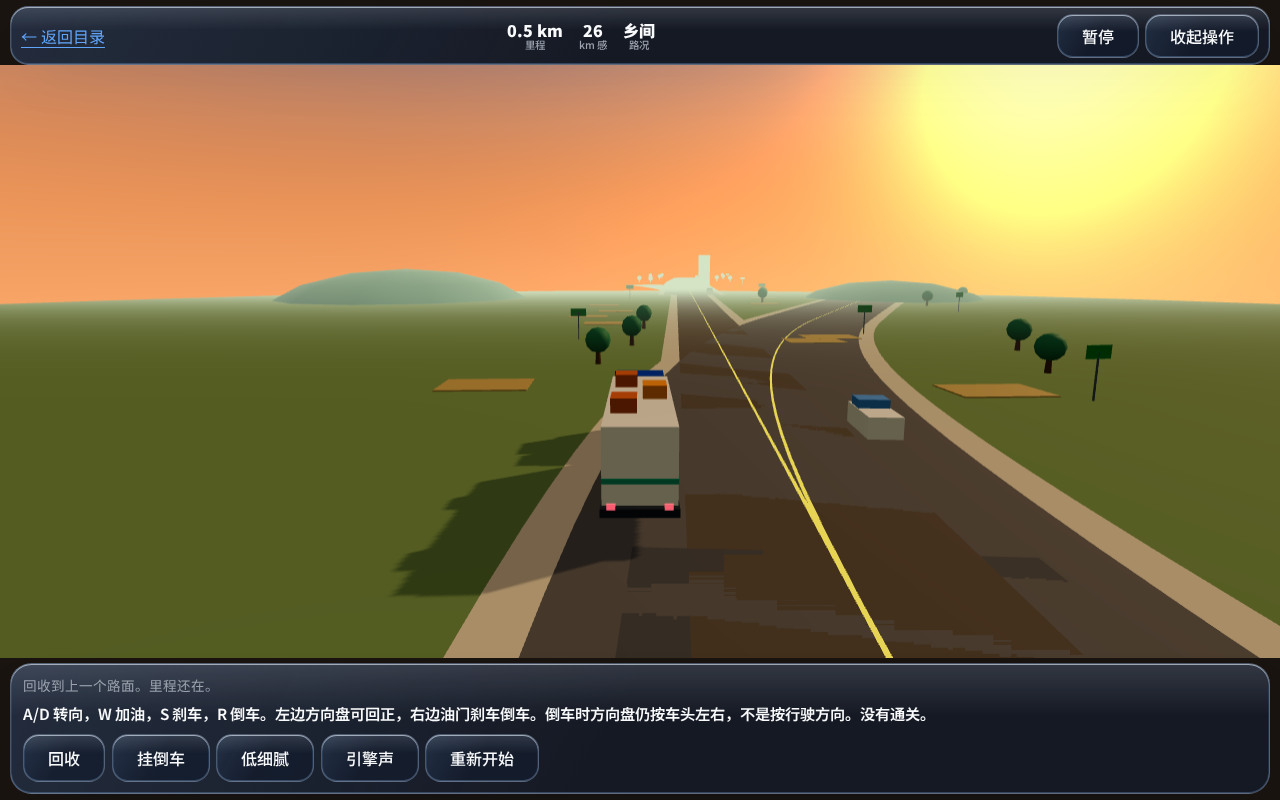 ← 返回目录
0.5 km
里程
26
km 感
乡间
路况
暂停
收起操作
回收到上一个路面。里程还在。
A/D 转向，W 加油，S 刹车，R 倒车。左边方向盘可回正，右边油门刹车倒车。倒车时方向盘仍按车头左右，不是按行驶方向。没有通关。
回收
挂倒车
低细腻
引擎声
重新开始